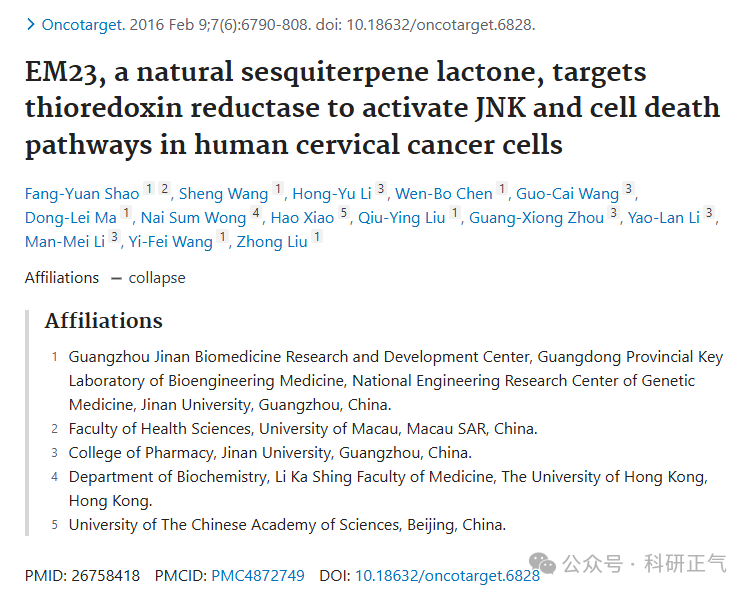 Oncotarget. 2016 Feb 9;7(6):6790-808. doi: 10.18632/oncotarget.6828.
EM23, a natural sesquiterpene lactone, targets
thioredoxin reductase to activate JNK and cell death
pathways in human cervical cancer cells
Fang-Yuan Shao 1 2, Sheng Wang 1, Hong-Yu Li 3, Wen-Bo Chen 1, Guo-Cai Wang 3,
Dong-Lei Ma 1, Nai Sum Wong 4, Hao Xiao 5, Qiu-Ying Liu 1, Guang-Xiong Zhou 3, Yao-Lan Li 3,
Man-Mei Li 3, Yi-Fei Wang 1, Zhong Liu 1
Affiliations — collapse
Affiliations
1 Guangzhou Jinan Biomedicine Research and Development Center, Guangdong Provincial Key
Laboratory of Bioengineering Medicine, National Engineering Research Center of Genetic
Medicine, Jinan University, Guangzhou, China.
2 Faculty of Health Sciences, University of Macau, Macau SAR, China.
3 College of Pharmacy, Jinan University, Guangzhou, China.
4 Department of Biochemistry, Li Ka Shing Faculty of Medicine, The University of Hong Kong,
Hong Kong.
5 University of The Chinese Academy of Sciences, Beijing, China.
PMID: 26758418 PMCID: PMC4872749 DOI: 10.18632/oncotarget.6828
公众号 · 科研正气